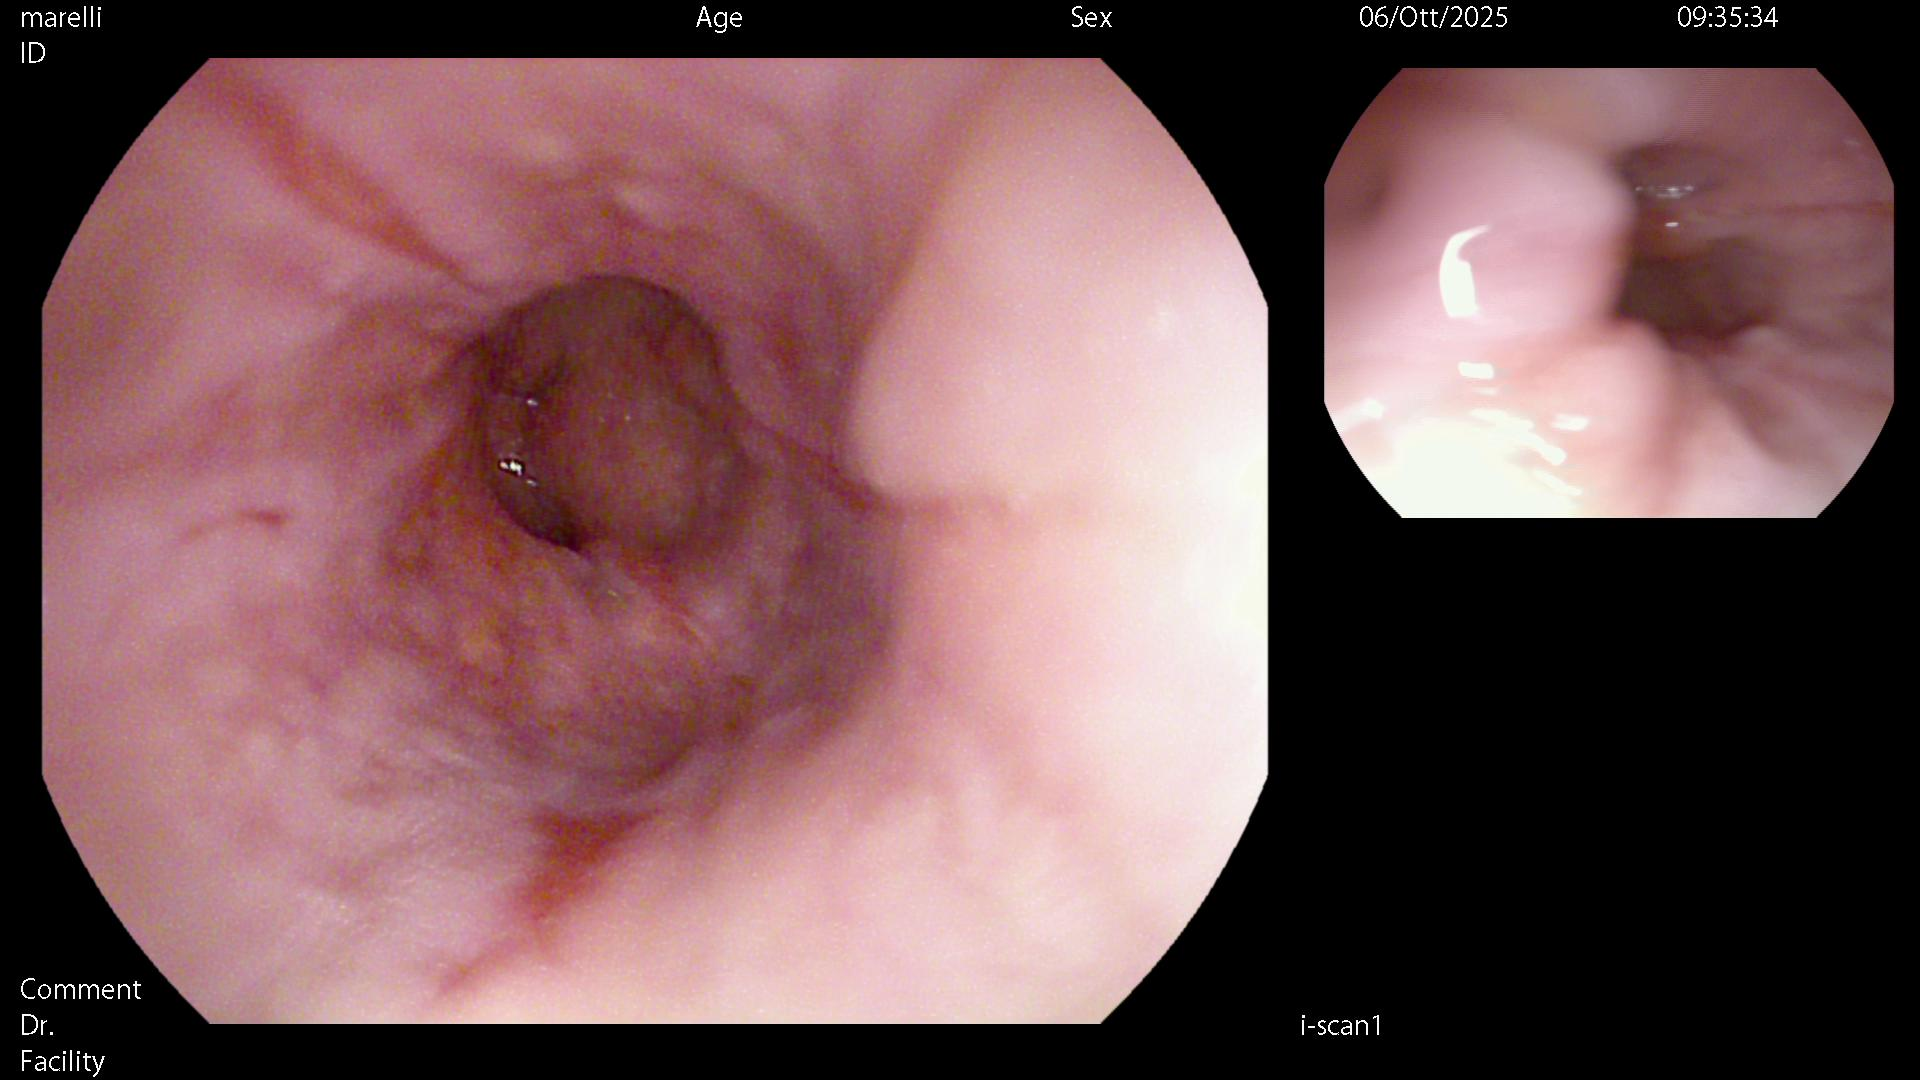 marelli Age Sex 06/Ott/2025 09:35:34
ID
Comment
Dr. i-scan1
Facility